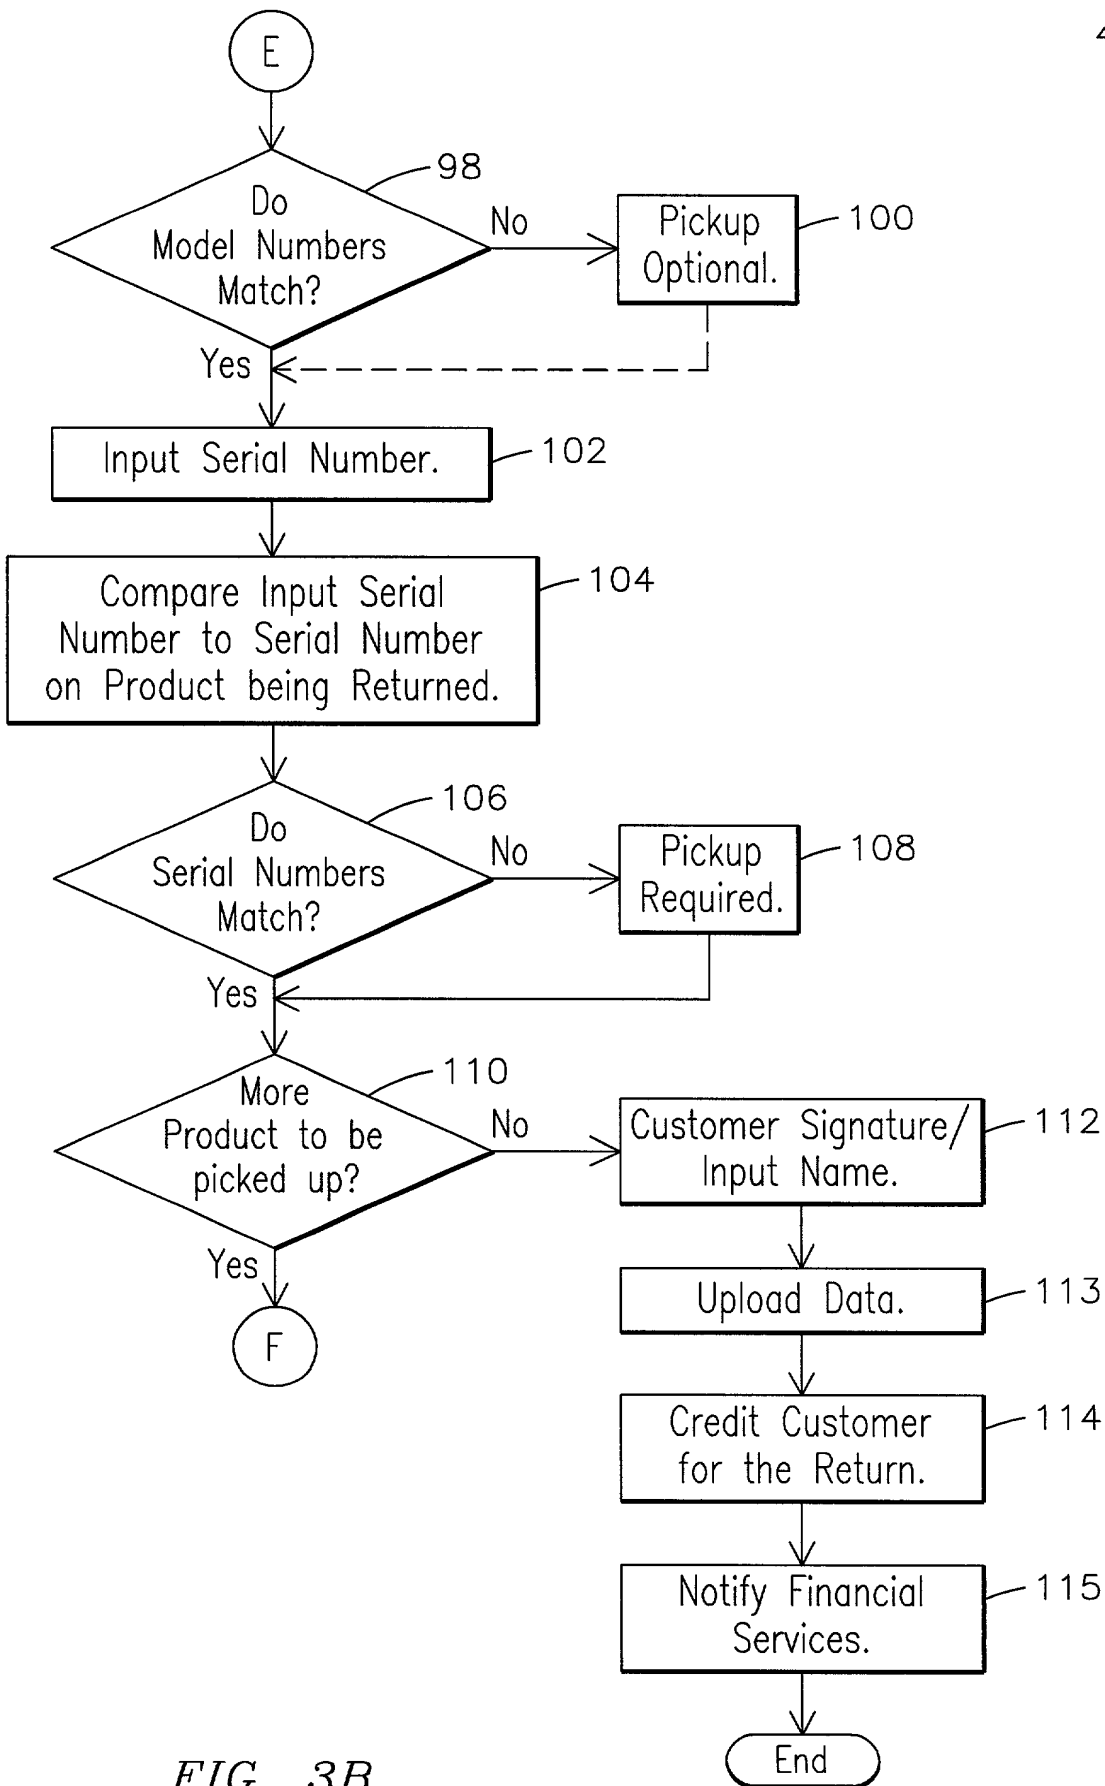 E
98
Do
Model Numbers
Match?
No
Pickup
Optional.
100
Yes
Input Serial Number.
102
Compare Input Serial
Number to Serial Number
on Product being Returned.
104
Do
Serial Numbers
Match?
106
No
Pickup
Required.
108
Yes
More
Product to be
picked up?
110
No
Customer Signature/
Input Name.
112
Yes
F
Upload Data.
113
Credit Customer
for the Return.
114
Notify Financial
Services.
115
End
FIG. 3B